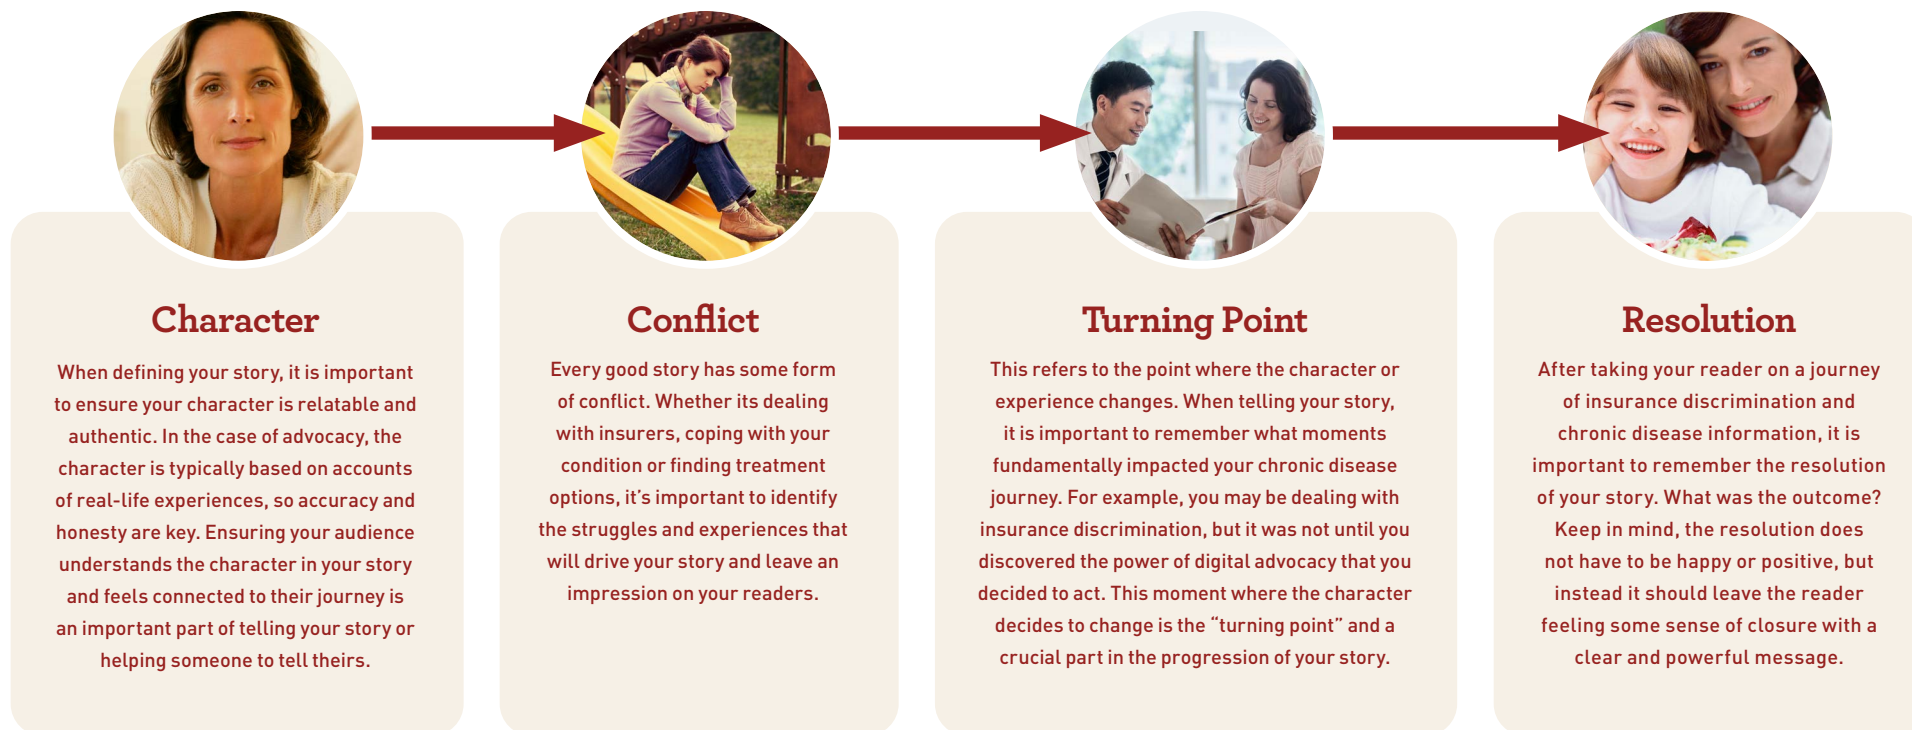 Character
When defining your story, it is important
to ensure your character is relatable and
authentic. In the case of advocacy, the
character is typically based on accounts
of real-life experiences, so accuracy and
honesty are key. Ensuring your audience
understands the character in your story
and feels connected to their journey is
an important part of telling your story or
helping someone to tell theirs.
Conflict
Every good story has some form
of conflict. Whether its dealing
with insurers, coping with your
condition or finding treatment
options, it’s important to identify
the struggles and experiences that
will drive your story and leave an
impression on your readers.
Turning Point
This refers to the point where the character or
experience changes. When telling your story,
it is important to remember what moments
fundamentally impacted your chronic disease
journey. For example, you may be dealing with
insurance discrimination, but it was not until you
discovered the power of digital advocacy that you
decided to act. This moment where the character
decides to change is the “turning point” and a
crucial part in the progression of your story.
Resolution
After taking your reader on a journey
of insurance discrimination and
chronic disease information, it is
important to remember the resolution
of your story. What was the outcome?
Keep in mind, the resolution does
not have to be happy or positive, but
instead it should leave the reader
feeling some sense of closure with a
clear and powerful message.